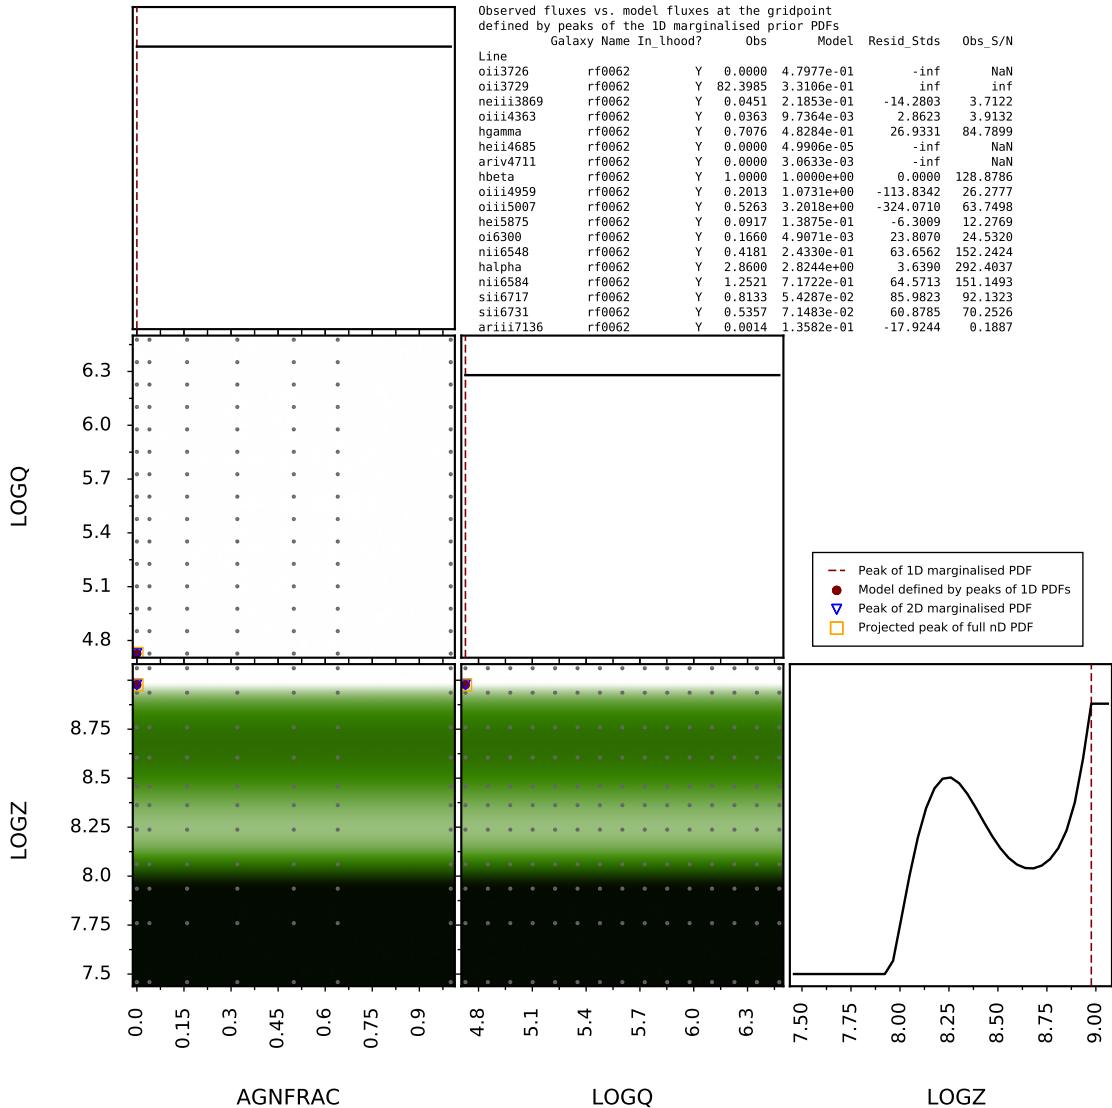 Observed fluxes vs. model fluxes at the gridpoint
defined by peaks of the 1D marginalised prior PDFs
Galaxy Name In_lhood? Obs Model Resid_Stds Obs_S/N
Line
oii3726 rf0062 Y 0.0000 4.7977e-01 -inf NaN
oii3729 rf0062 Y 82.3985 3.3106e-01 inf inf
neiii3869 rf0062 Y 0.0451 2.1853e-01 -14.2803 3.7122
oiii4363 rf0062 Y 0.0363 9.7364e-03 2.8623 3.9132
hgamma rf0062 Y 0.7076 4.8284e-01 26.9331 84.7899
heii4685 rf0062 Y 0.0000 4.9906e-05 -inf NaN
ariv4711 rf0062 Y 0.0000 3.0633e-03 -inf NaN
hbeta rf0062 Y 1.0000 1.0000e+00 0.0000 128.8786
oiii4959 rf0062 Y 0.2013 1.0731e+00 -113.8342 26.2777
oiii5007 rf0062 Y 0.5263 3.2018e+00 -324.0710 63.7498
hei5875 rf0062 Y 0.0917 1.3875e-01 -6.3009 12.2769
oi6300 rf0062 Y 0.1660 4.9071e-03 23.8070 24.5320
nii6548 rf0062 Y 0.4181 2.4330e-01 63.6562 152.2424
halpha rf0062 Y 2.8600 2.8244e+00 3.6390 292.4037
nii6584 rf0062 Y 1.2521 7.1722e-01 64.5713 151.1493
sii6717 rf0062 Y 0.8133 5.4287e-02 85.9823 92.1323
sii6731 rf0062 Y 0.5357 7.1483e-02 60.8785 70.2526
ariii7136 rf0062 Y 0.0014 1.3582e-01 -17.9244 0.1887
6.3
6.0
5.7
5.4
5.1
4.8
LOGQ
Peak of 1D marginalised PDF
Model defined by peaks of 1D PDFs
Peak of 2D marginalised PDF
Projected peak of full nD PDF
8.75
8.5
8.25
8.0
7.75
7.5
LOGZ
0.0 0.15 0.3 0.45 0.6 0.75 0.9
4.8 5.1 5.4 5.7 6.0 6.3
7.50 7.75 8.00 8.25 8.50 8.75 9.00
AGNFRAC LOGQ LOGZ